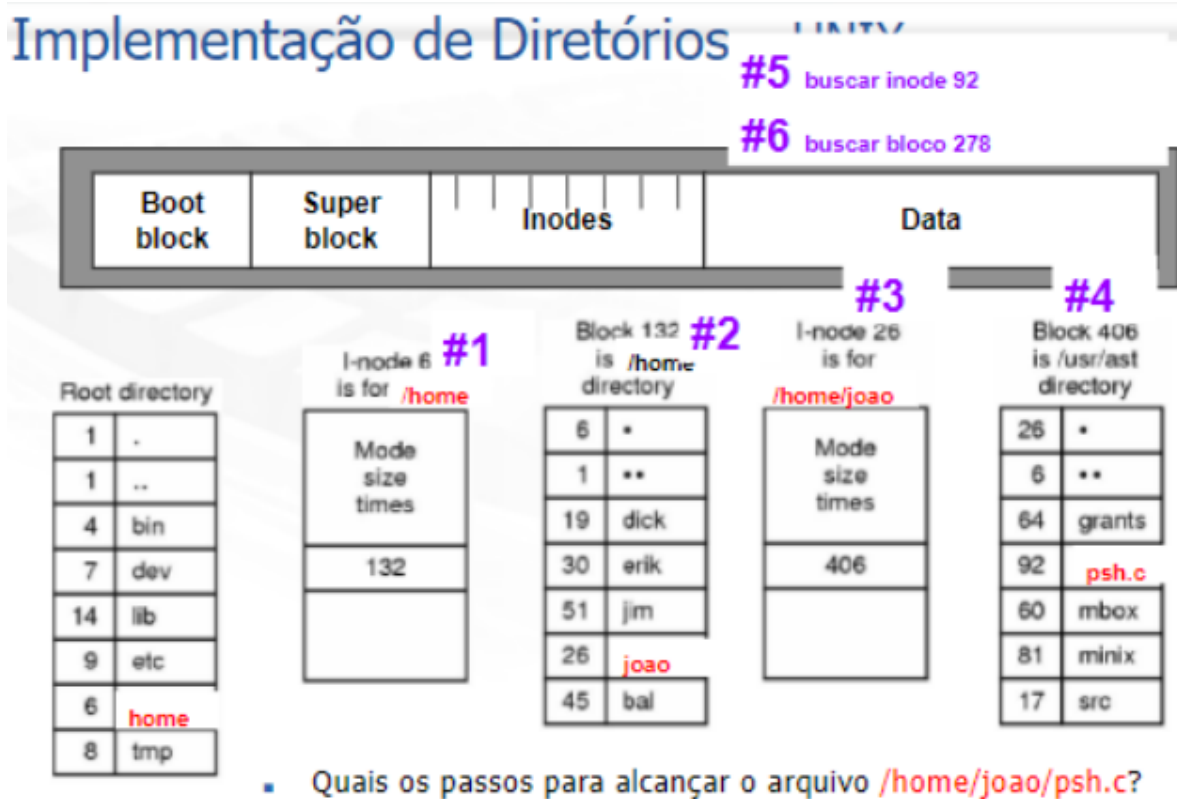 Implementação de Diretórios
#5 buscar inode 92
#6 buscar bloco 278
Boot block
Super block
Inodes
Data
Root directory
1 .
1 ..
4 bin
7 dev
14 lib
9 etc
6 home
8 tmp
#1
I-node 6
is for /home
Mode
size
times
132
#2
Block 132
is /home
directory
6 •
1 ••
19 dick
30 erik
51 jim
26 joao
45 bal
#3
I-node 26
is for
/home/joao
Mode
size
times
406
#4
Block 406
is /usr/ast
directory
26 •
6 ••
64 grants
92 psh.c
60 mbox
81 minix
17 src
▪ Quais os passos para alcançar o arquivo /home/joao/psh.c?